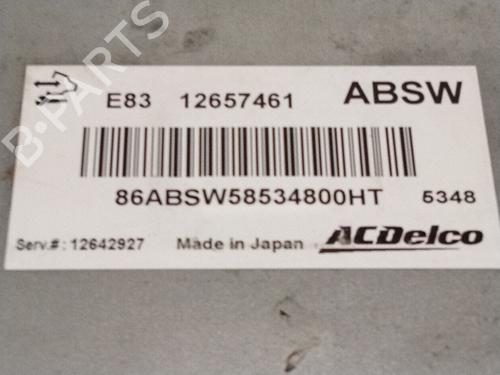 B-PARTS
E83 12657461 ABSW
86ABSW58534800HT 5348
Serv.#: 12642927 Made in Japan ACDelco